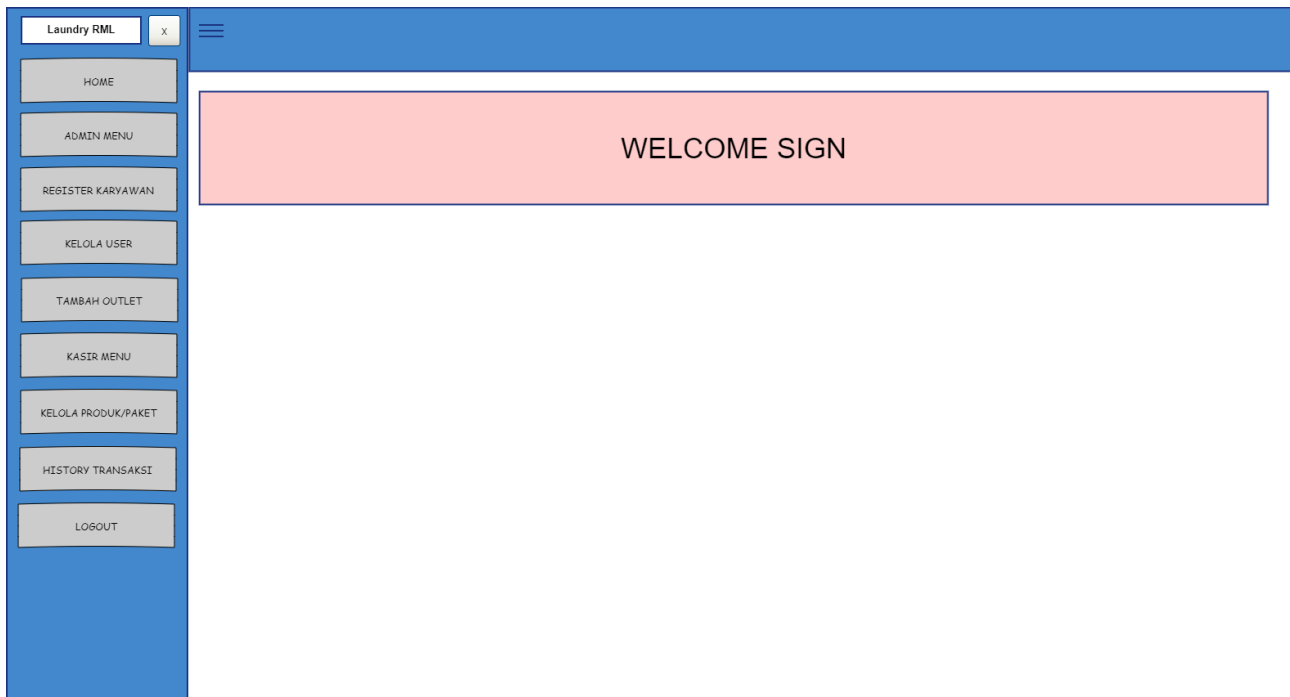 Laundry RML
X
HOME
ADMIN MENU
REGISTER KARYAWAN
KELOLA USER
TAMBAH OUTLET
KASIR MENU
KELOLA PRODUK/PAKET
HISTORY TRANSAKSI
LOGOUT
WELCOME SIGN